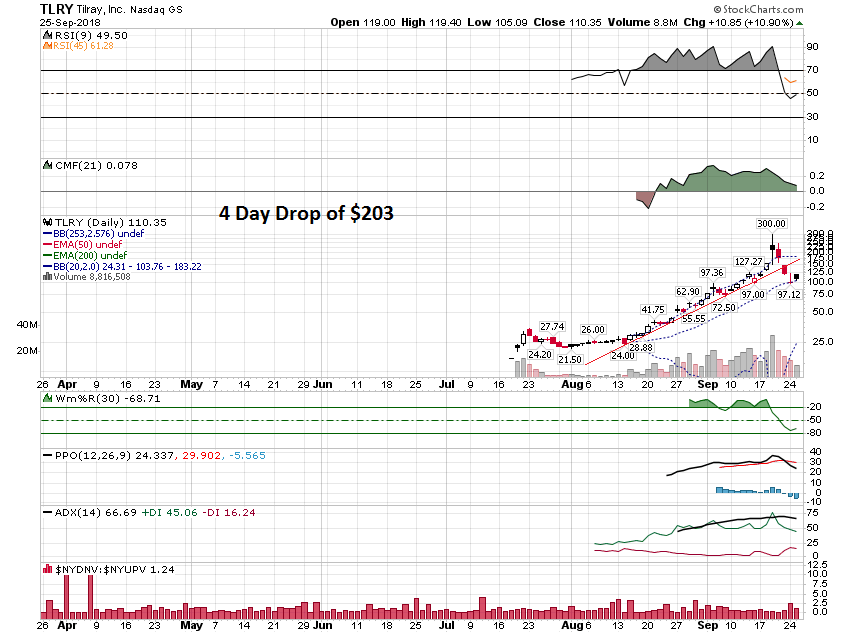 TLRY Tilray, Inc. Nasdaq GS
© StockCharts.com
25-Sep-2018
Open 119.00 High 119.40 Low 105.09 Close 110.35 Volume 8.8M Chg +10.85 (+10.90%)
RSI(9) 49.50
RSI(45) 61.28
90
70
50
30
10
CMF(21) 0.078
0.2
0.0
-0.2
4 Day Drop of $203
TLRY (Daily) 110.35
BB(253,2.576) undef
EMA(50) undef
EMA(200) undef
BB(20,2.0) 24.31 - 103.76 - 183.22
Volume 8,816,508
300.00
127.27
97.36
62.90
97.00
97.12
41.75
72.50
55.55
27.74
26.00
28.88
24.20
21.50
24.00
300.0
175.0
150.0
125.0
100.0
75.0
50.0
25.0
40M
20M
26 Apr 9 16 23 May 7 14 21 29 Jun 11 18 25 Jul 9 16 23 Aug 6 13 20 27 Sep 10 17 24
Wm%R(30) -68.71
-20
-50
-80
PPO(12,26,9) 24.337, 29.902, -5.565
40
30
20
10
0
-10
ADX(14) 66.69 +DI 45.06 -DI 16.24
75
50
25
0
$NYDNV:$NYUPV 1.24
12.5
10.0
7.5
5.0
2.5
0.0
26 Apr 9 16 23 May 7 14 21 29 Jun 11 18 25 Jul 9 16 23 Aug 6 13 20 27 Sep 10 17 24